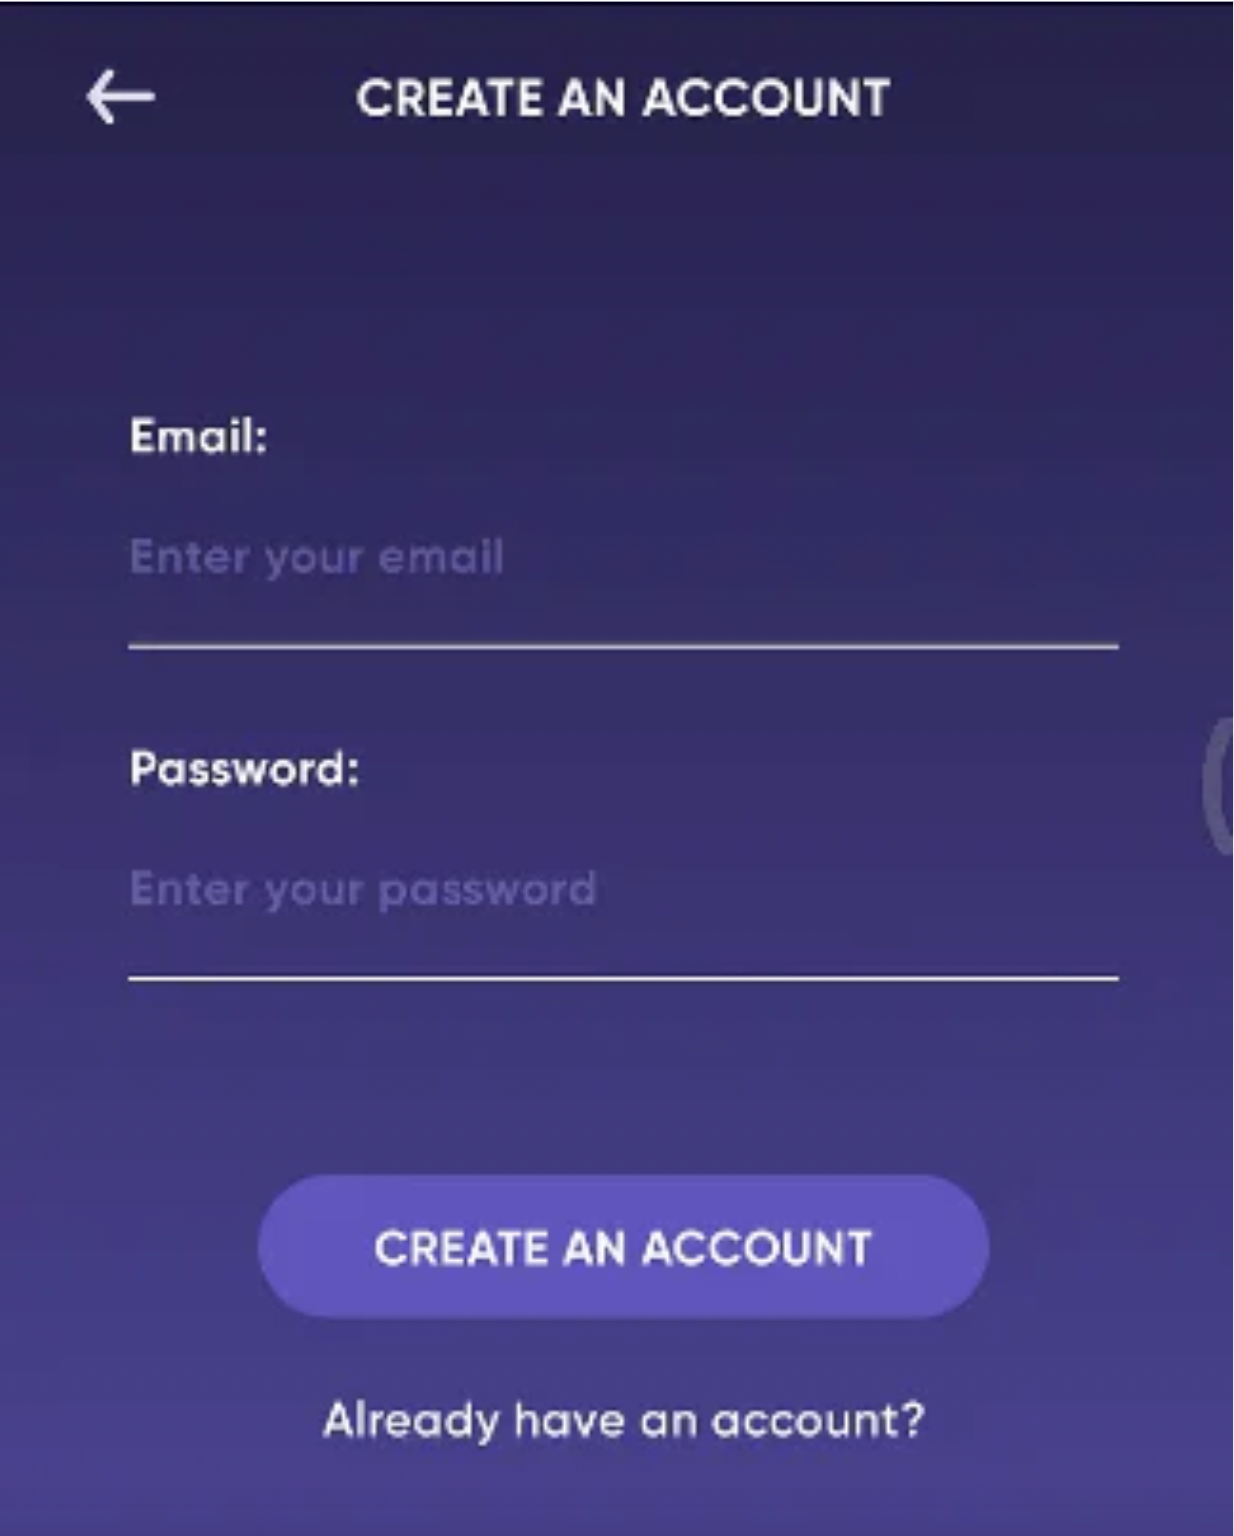 CREATE AN ACCOUNT
Email:
Enter your email
Password:
Enter your password
CREATE AN ACCOUNT
Already have an account?